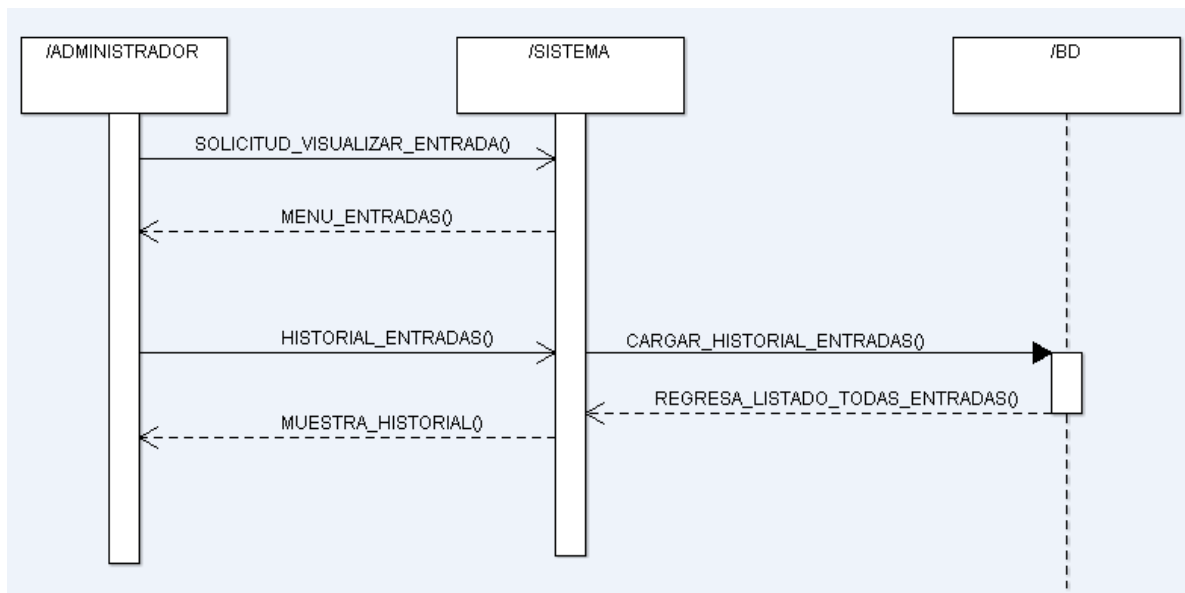 /ADMINISTRADOR
/SISTEMA
/BD
SOLICITUD_VISUALIZAR_ENTRADA()
MENU_ENTRADAS()
HISTORIAL_ENTRADAS()
CARGAR_HISTORIAL_ENTRADAS()
REGRESA_LISTADO_TODAS_ENTRADAS()
MUESTRA_HISTORIAL()